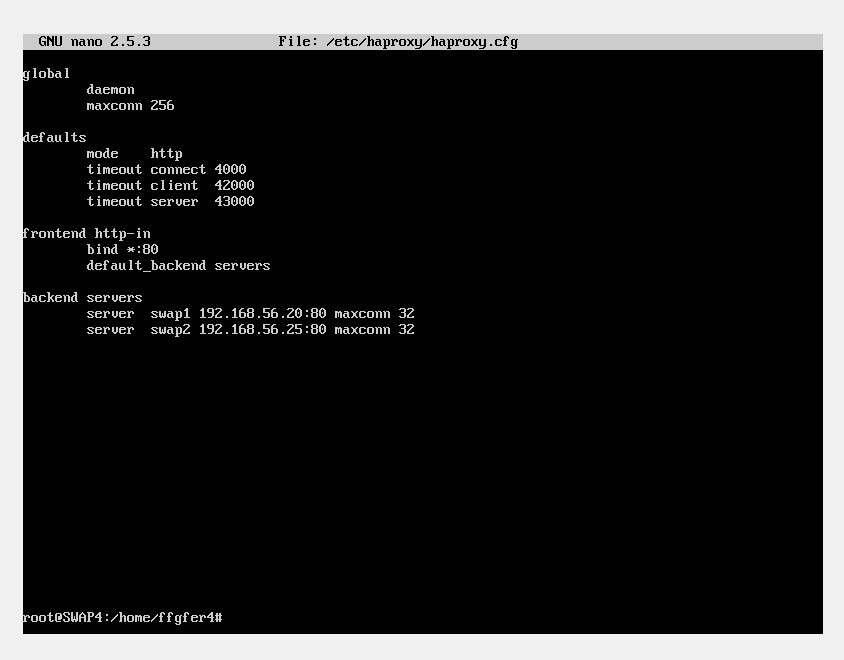 GNU nano 2.5.3                File: /etc/haproxy/haproxy.cfg
global
        daemon
        maxconn 256
defaults
        mode    http
        timeout connect 4000
        timeout client  42000
        timeout server  43000
frontend http-in
        bind *:80
        default_backend servers
backend servers
        server  swap1 192.168.56.20:80 maxconn 32
        server  swap2 192.168.56.25:80 maxconn 32
root@SWAP4:/home/ffgfer4#